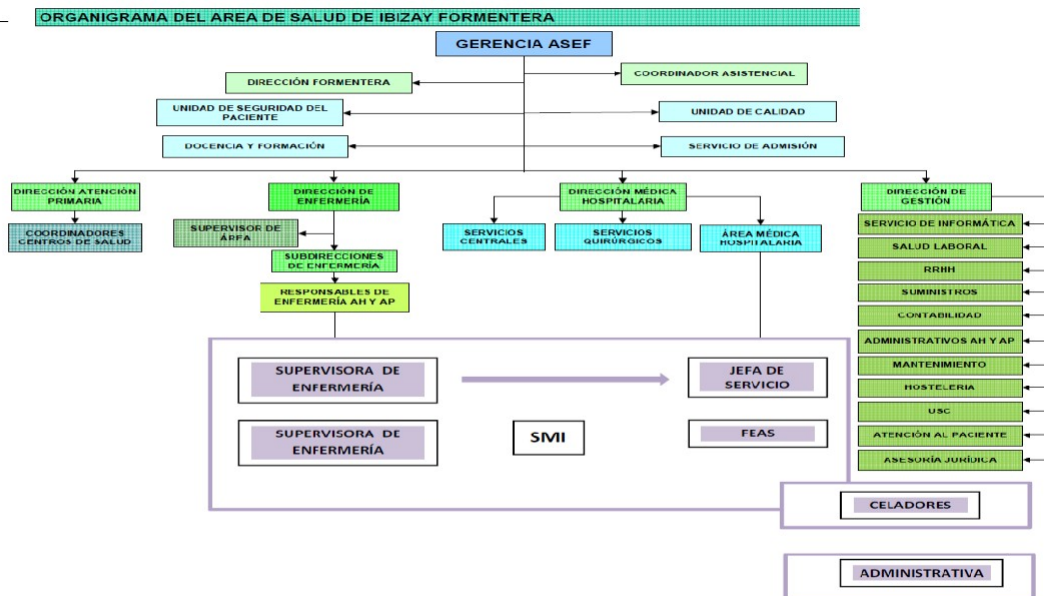 ORGANIGRAMA DEL AREA DE SALUD DE IBIZAY FORMENTERA
GERENCIA ASEF
DIRECCIÓN FORMENTERA
COORDINADOR ASISTENCIAL
UNIDAD DE SEGURIDAD DEL
PACIENTE
UNIDAD DE CALIDAD
DOCENCIA Y FORMACIÓN
SERVICIO DE ADMISIÓN
DIRECCIÓN ATENCIÓN
PRIMARIA
DIRECCIÓN DE
ENFERMERÍA
DIRECCIÓN MÉDICA
HOSPITALARIA
DIRECCIÓN DE
GESTIÓN
COORDINADORES
CENTROS DE SALUD
SUPERVISOR DE
ÁREA
SUBDIRECCIONES
DE ENFERMERÍA
RESPONSABLES DE
ENFERMERÍA AH Y AP
SERVICIOS
CENTRALES
SERVICIOS
QUIRÚRGICOS
ÁREA MÉDICA
HOSPITALARIA
SERVICIO DE INFORMÁTICA
SALUD LABORAL
RRHH
SUMINISTROS
CONTABILIDAD
ADMINISTRATIVOS AH Y AP
MANTENIMIENTO
HOSTELERIA
USC
ATENCIÓN AL PACIENTE
ASESORÍA JURÍDICA
SUPERVISORA DE
ENFERMERÍA
JEFA DE
SERVICIO
SUPERVISORA DE
ENFERMERÍA
SMI
FEAS
CELADORES
ADMINISTRATIVA